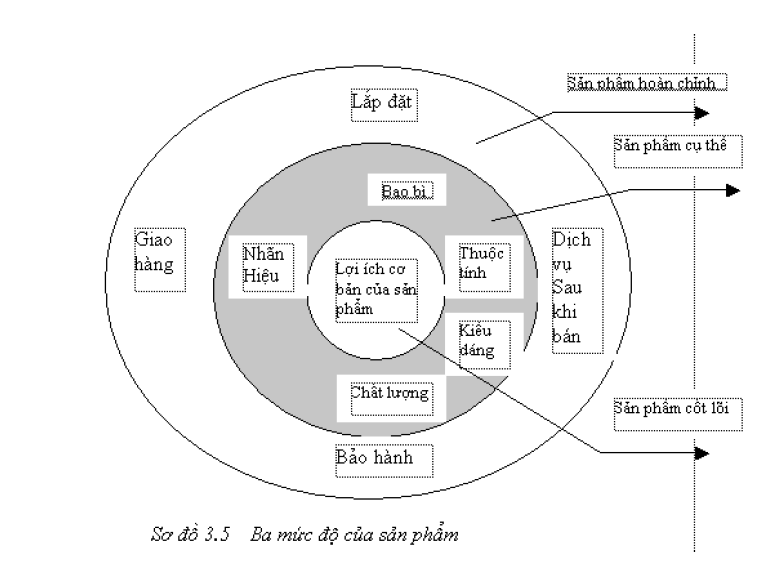 Sản phẩm hoàn chỉnh
Lắp đặt
Sản phẩm cụ thể
Bao bì
Giao
hàng
Nhãn
Hiệu
Lợi ích cơ
bản của sản
phẩm
Thuộc
tính
Dịch
vụ
Sau
khi
bán
Kiểu
dáng
Chất lượng
Sản phẩm cốt lõi
Bảo hành
Sơ đồ 3.5 Ba mức độ của sản phẩm